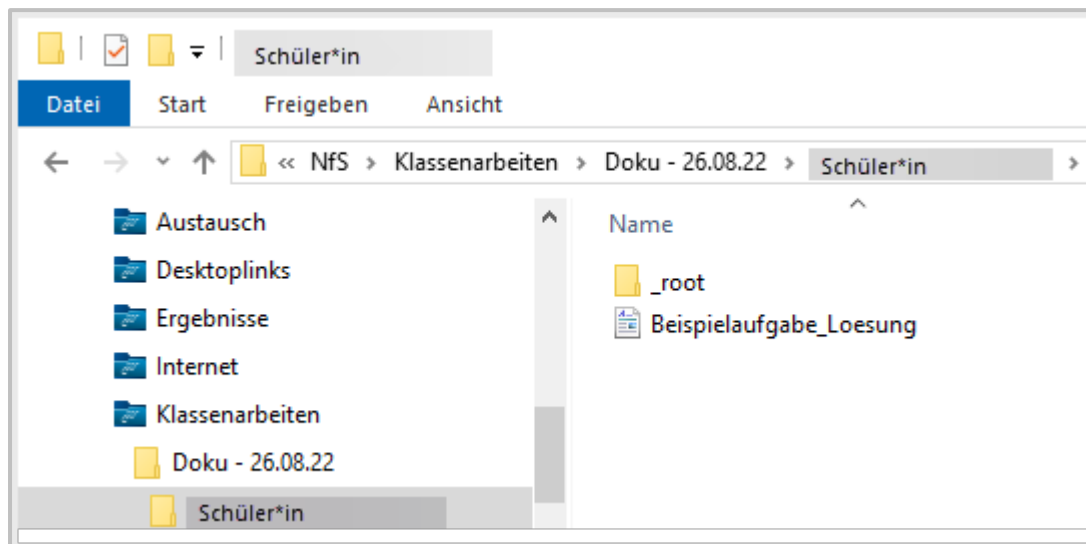 Schüler*in
Datei Start Freigeben Ansicht
« NfS › Klassenarbeiten › Doku - 26.08.22 › Schüler*in ›
Austausch
Desktoplinks
Ergebnisse
Internet
Klassenarbeiten
Doku - 26.08.22
Schüler*in
Name
_root
Beispielaufgabe_Loesung